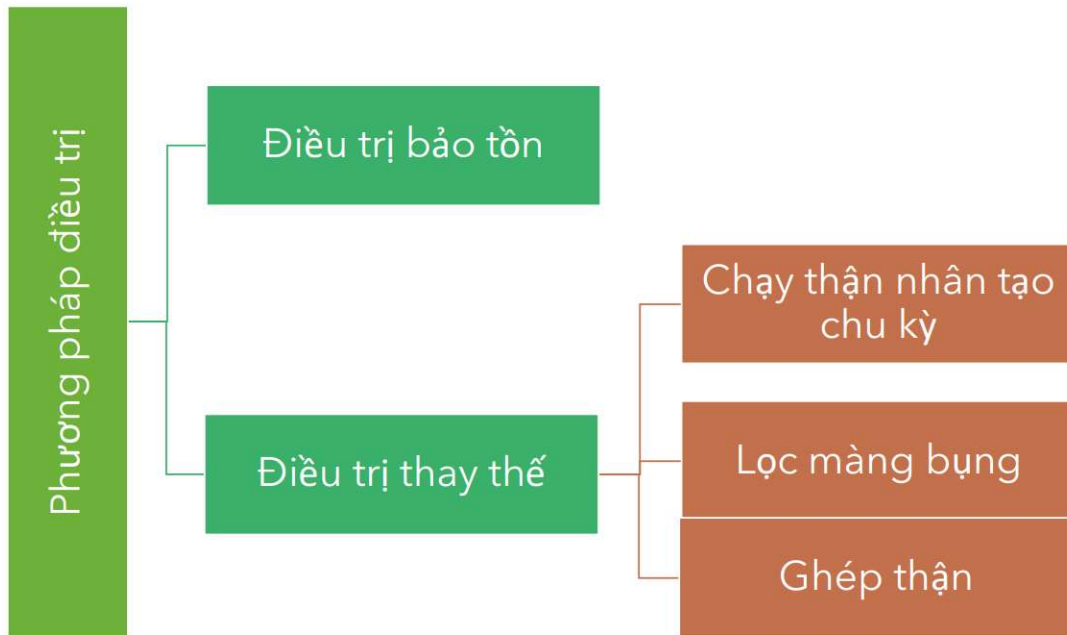 Phương pháp điều trị
Điều trị bảo tồn
Điều trị thay thế
Chạy thận nhân tạo
chu kỳ
Lọc màng bụng
Ghép thận